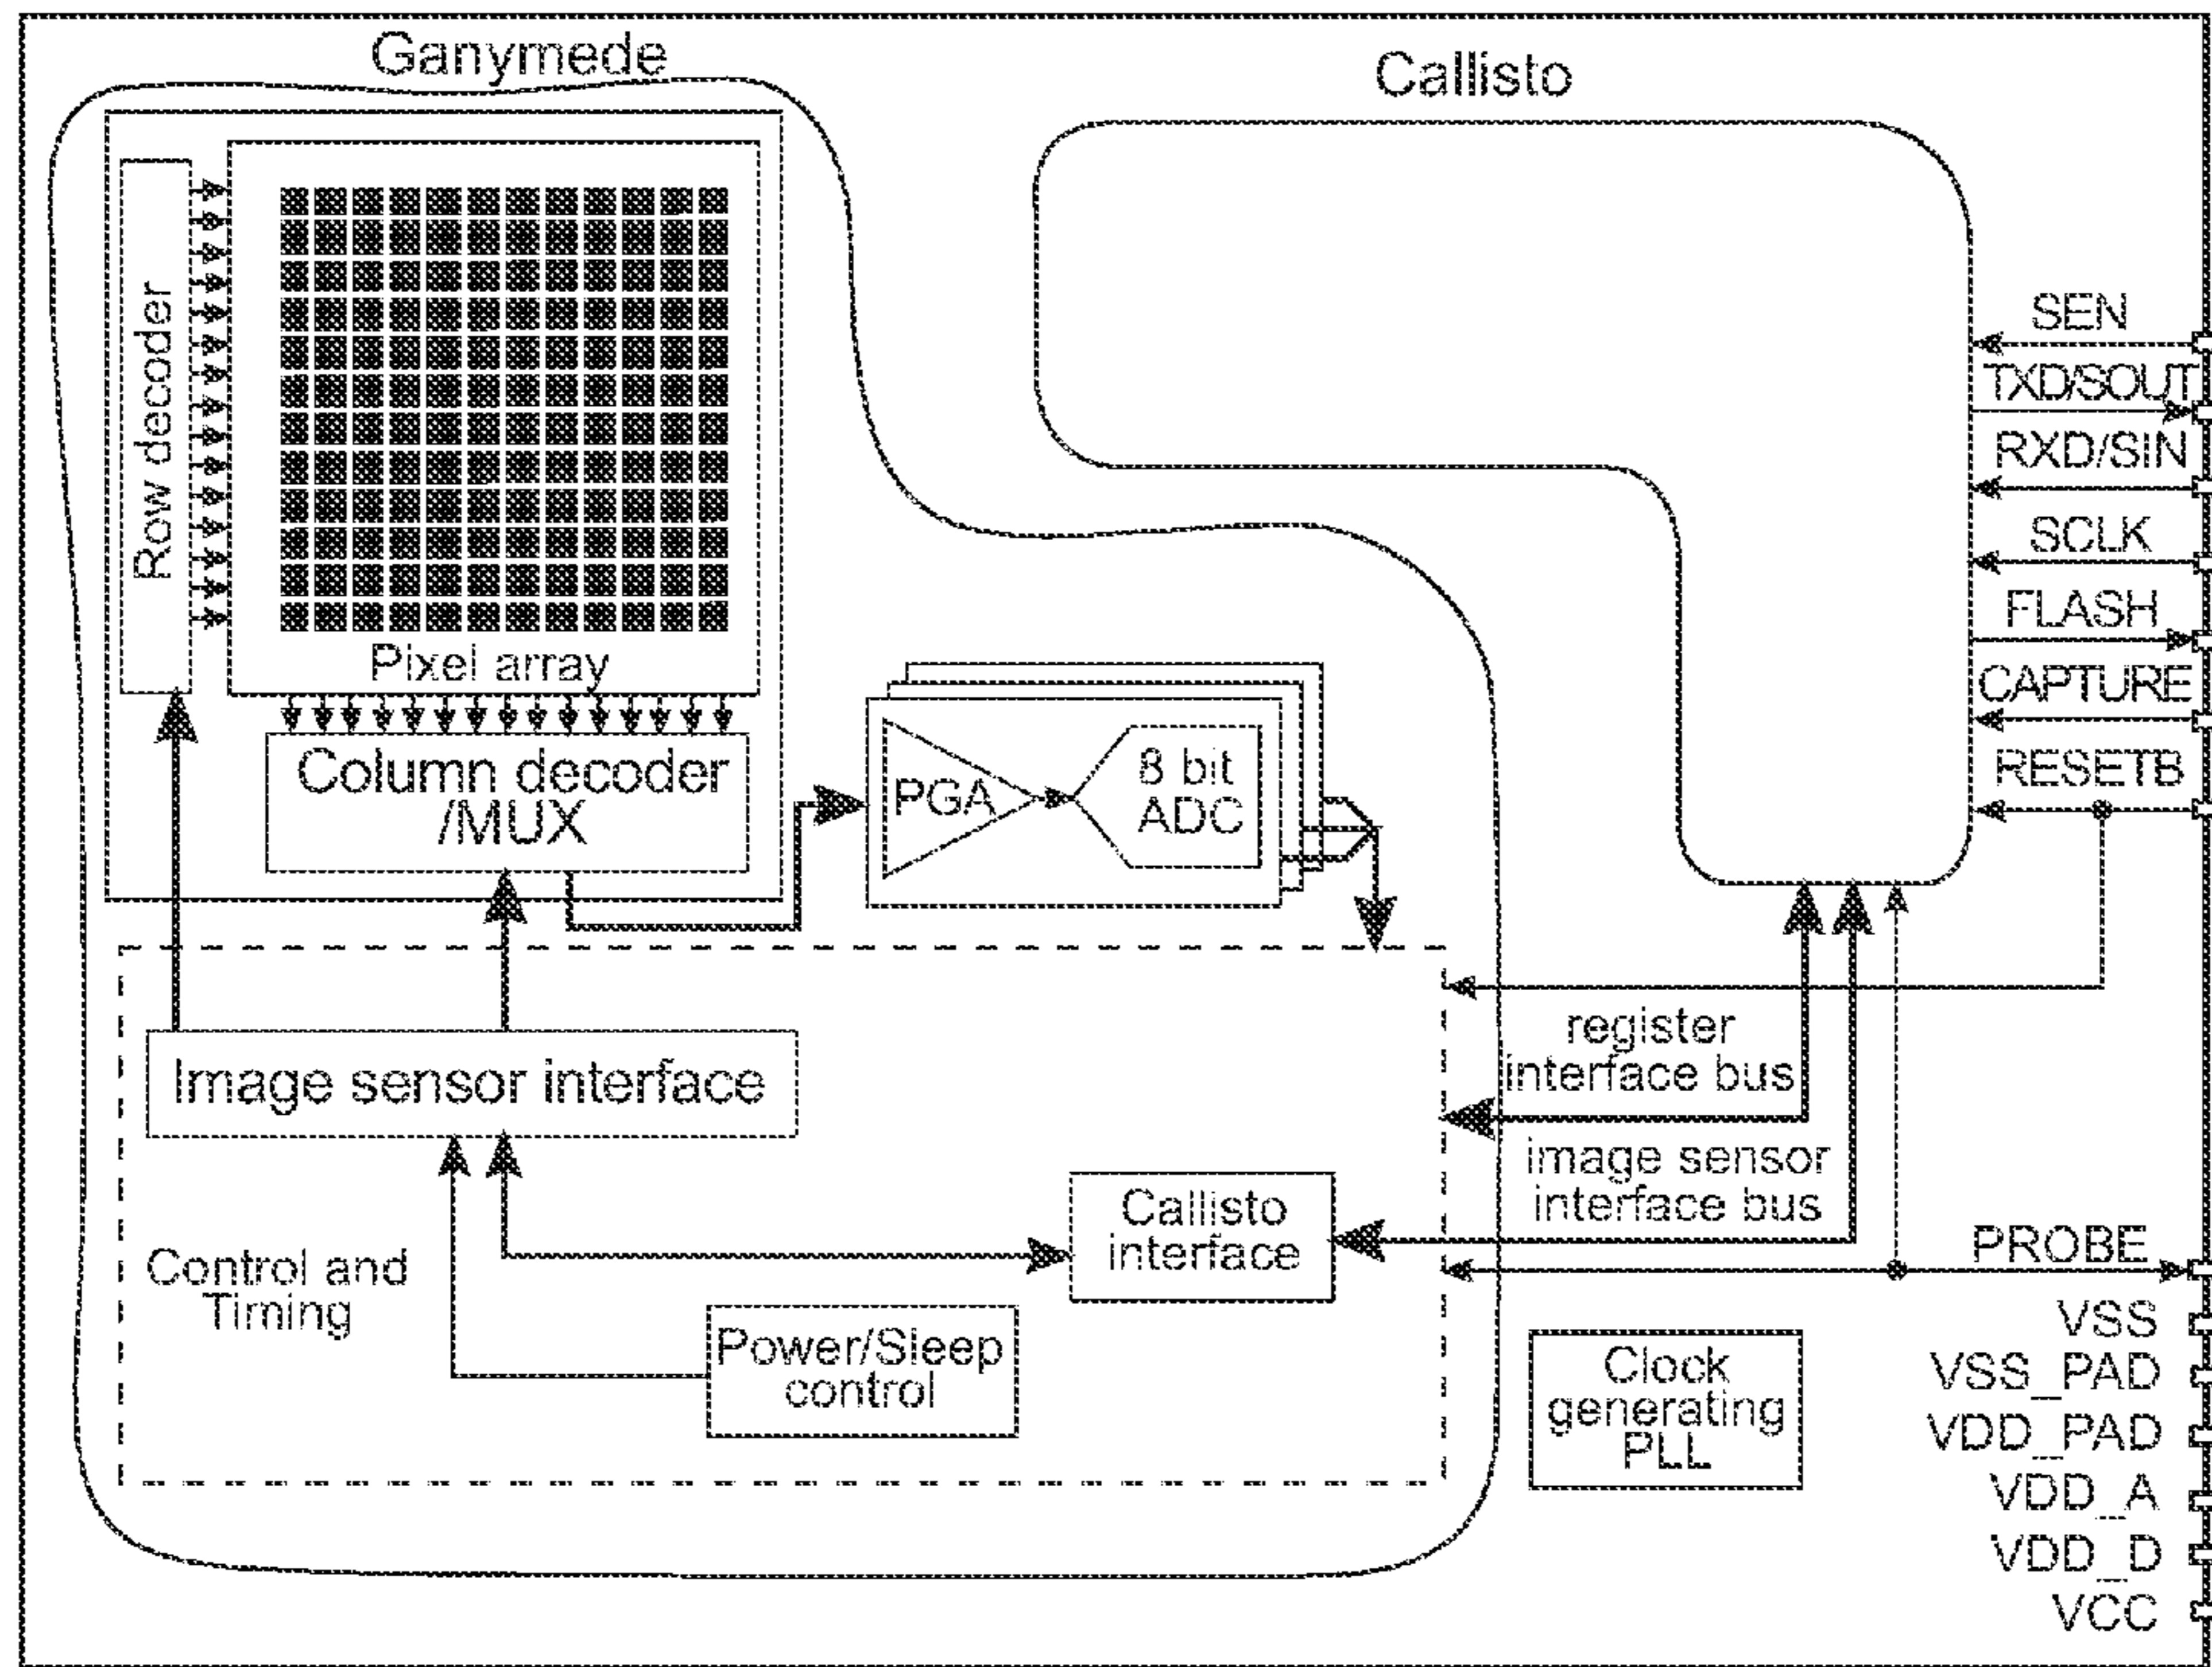 Ganymede
Callisto
Row decoder
Pixel array
Column decoder
/MUX
PGA
8 bit
ADC
SEN
TXD/SOUT
RXD/SIN
SCLK
FLASH
CAPTURE
RESETB
Image sensor interface
register
interface bus
image sensor
interface bus
Callisto
interface
Control and
Timing
Power/Sleep
control
Clock
generating
PLL
PROBE
VSS
VSS_PAD
VDD_PAD
VDD_A
VDD_D
VCC